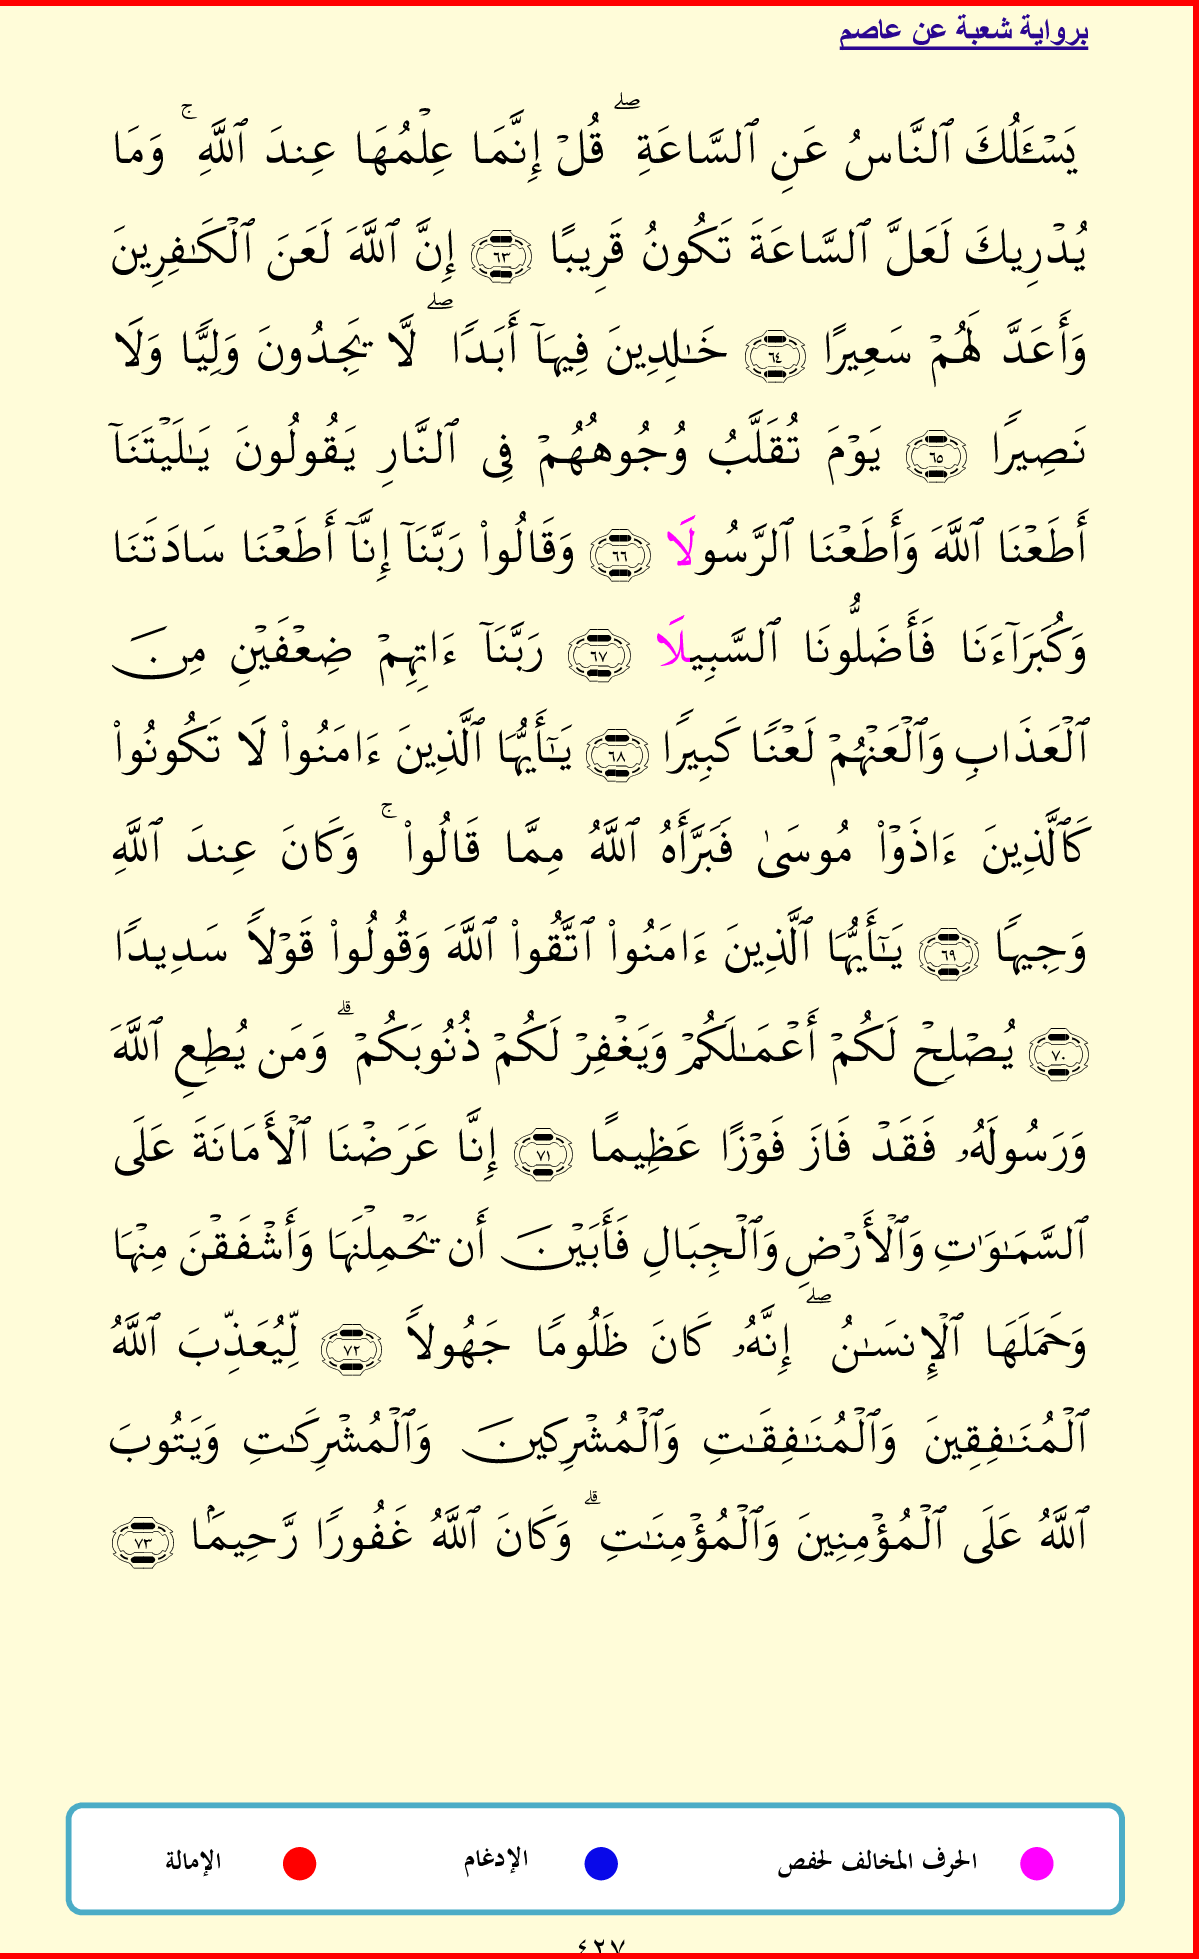 برواية شعبة عن عاصم
يَسْـَٔلُكَ ٱلنَّاسُ عَنِ ٱلسَّاعَةِ ۖ قُلْ إِنَّمَا عِلْمُهَا عِندَ ٱللَّهِ ۚ وَمَا
يُدْرِيكَ لَعَلَّ ٱلسَّاعَةَ تَكُونُ قَرِيبًا ٦٣ إِنَّ ٱللَّهَ لَعَنَ ٱلْكَـٰفِرِينَ
وَأَعَدَّ لَهُمْ سَعِيرًا ٦٤ خَـٰلِدِينَ فِيهَآ أَبَدًا ۖ لَّا يَجِدُونَ وَلِيًّا وَلَا
نَصِيرًا ٦٥ يَوْمَ تُقَلَّبُ وُجُوهُهُمْ فِى ٱلنَّارِ يَقُولُونَ يَـٰلَيْتَنَآ
أَطَعْنَا ٱللَّهَ وَأَطَعْنَا ٱلرَّسُولَا ٦٦ وَقَالُوا۟ رَبَّنَآ إِنَّآ أَطَعْنَا سَادَتَنَا
وَكُبَرَآءَنَا فَأَضَلُّونَا ٱلسَّبِيلَا ٦٧ رَبَّنَآ ءَاتِهِمْ ضِعْفَيْنِ مِنَ
ٱلْعَذَابِ وَٱلْعَنْهُمْ لَعْنًا كَبِيرًا ٦٨ يَـٰٓأَيُّهَا ٱلَّذِينَ ءَامَنُوا۟ لَا تَكُونُوا۟
كَٱلَّذِينَ ءَاذَوْا۟ مُوسَىٰ فَبَرَّأَهُ ٱللَّهُ مِمَّا قَالُوا۟ ۚ وَكَانَ عِندَ ٱللَّهِ
وَجِيهًا ٦٩ يَـٰٓأَيُّهَا ٱلَّذِينَ ءَامَنُوا۟ ٱتَّقُوا۟ ٱللَّهَ وَقُولُوا۟ قَوْلًا سَدِيدًا
٧٠ يُصْلِحْ لَكُمْ أَعْمَـٰلَكُمْ وَيَغْفِرْ لَكُمْ ذُنُوبَكُمْ ۗ وَمَن يُطِعِ ٱللَّهَ
وَرَسُولَهُۥ فَقَدْ فَازَ فَوْزًا عَظِيمًا ٧١ إِنَّا عَرَضْنَا ٱلْأَمَانَةَ عَلَى
ٱلسَّمَـٰوَٰتِ وَٱلْأَرْضِ وَٱلْجِبَالِ فَأَبَيْنَ أَن يَحْمِلْنَهَا وَأَشْفَقْنَ مِنْهَا
وَحَمَلَهَا ٱلْإِنسَـٰنُ ۖ إِنَّهُۥ كَانَ ظَلُومًا جَهُولًا ٧٢ لِّيُعَذِّبَ ٱللَّهُ
ٱلْمُنَـٰفِقِينَ وَٱلْمُنَـٰفِقَـٰتِ وَٱلْمُشْرِكِينَ وَٱلْمُشْرِكَـٰتِ وَيَتُوبَ
ٱللَّهُ عَلَى ٱلْمُؤْمِنِينَ وَٱلْمُؤْمِنَـٰتِ ۗ وَكَانَ ٱللَّهُ غَفُورًا رَّحِيمًۢا ٧٣
الحرف المخالف لحفص الإدغام الإمالة
٤٢٧